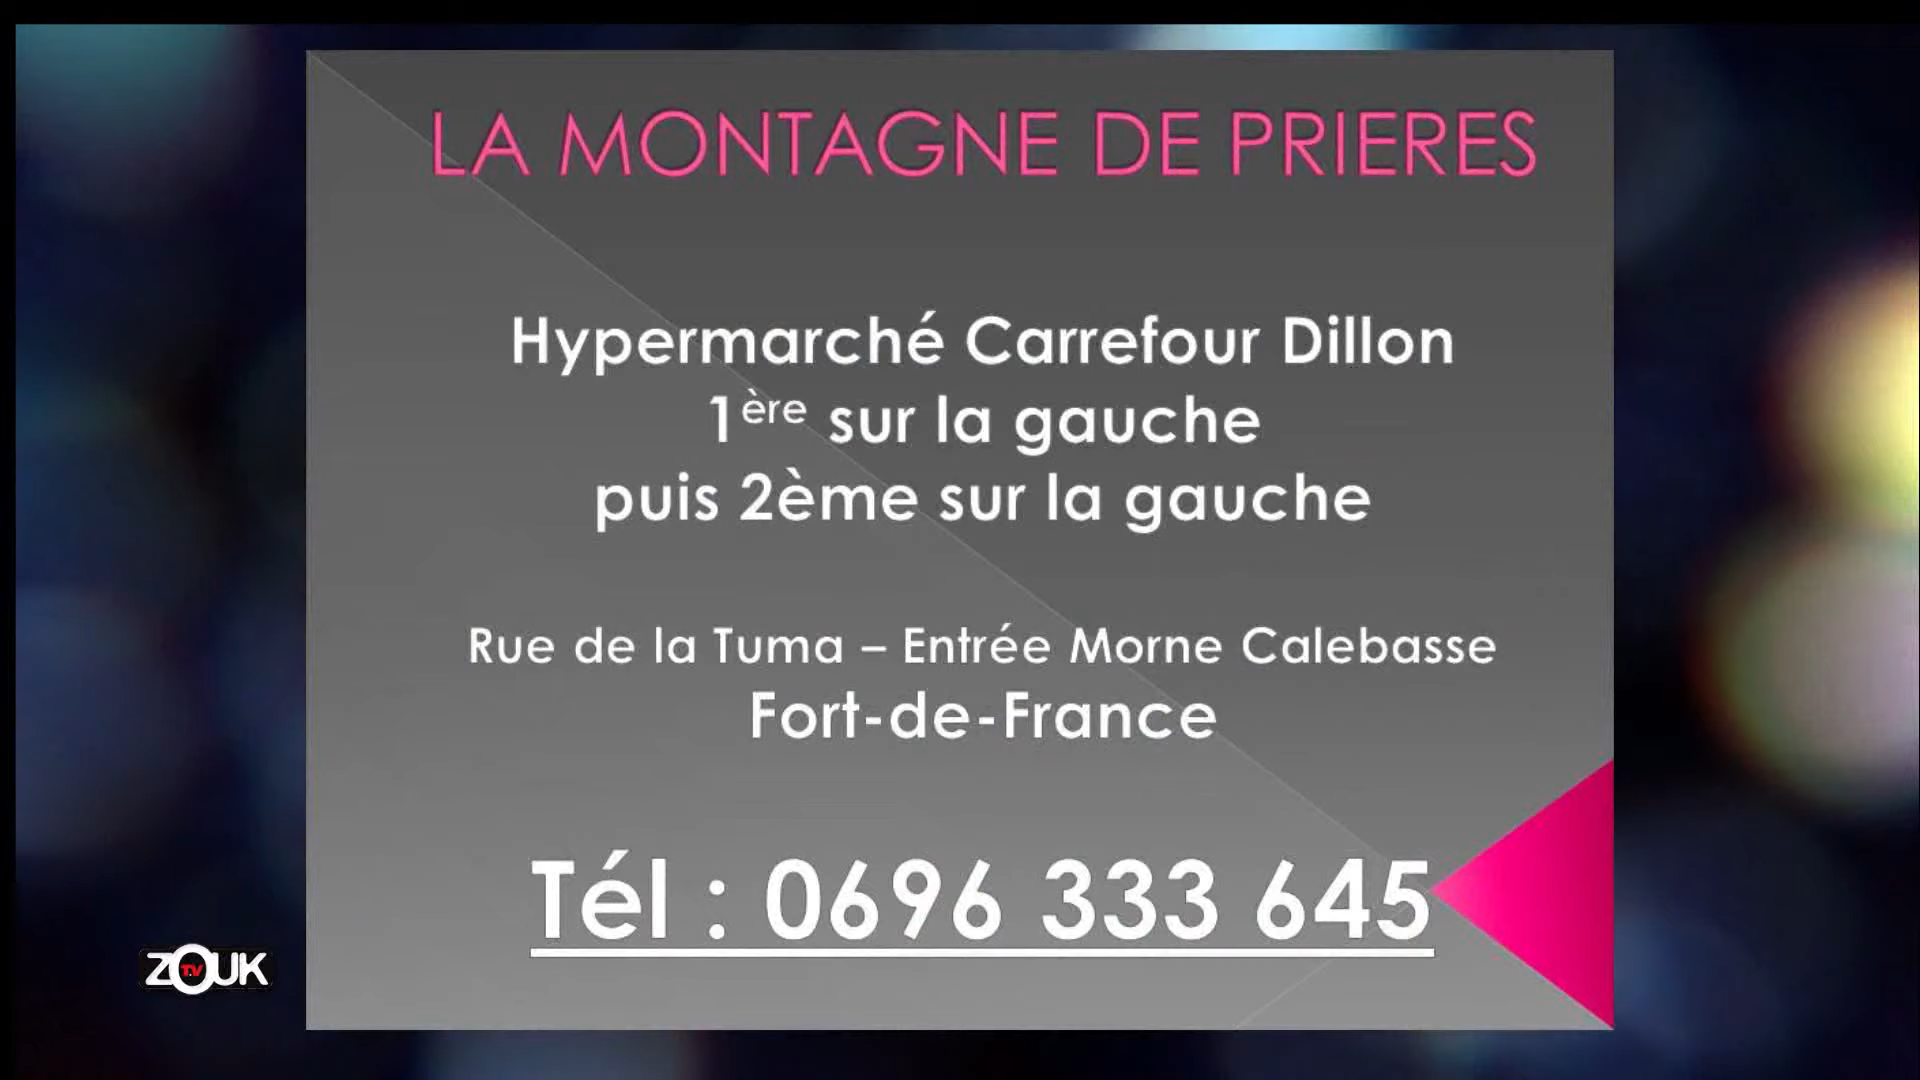 LA MONTAGNE DE PRIERES
Hypermarché Carrefour Dillon
1ère sur la gauche
puis 2ème sur la gauche
Rue de la Tuma – Entrée Morne Calebasse
Fort-de-France
Tél : 0696 333 645
ZOUK TV